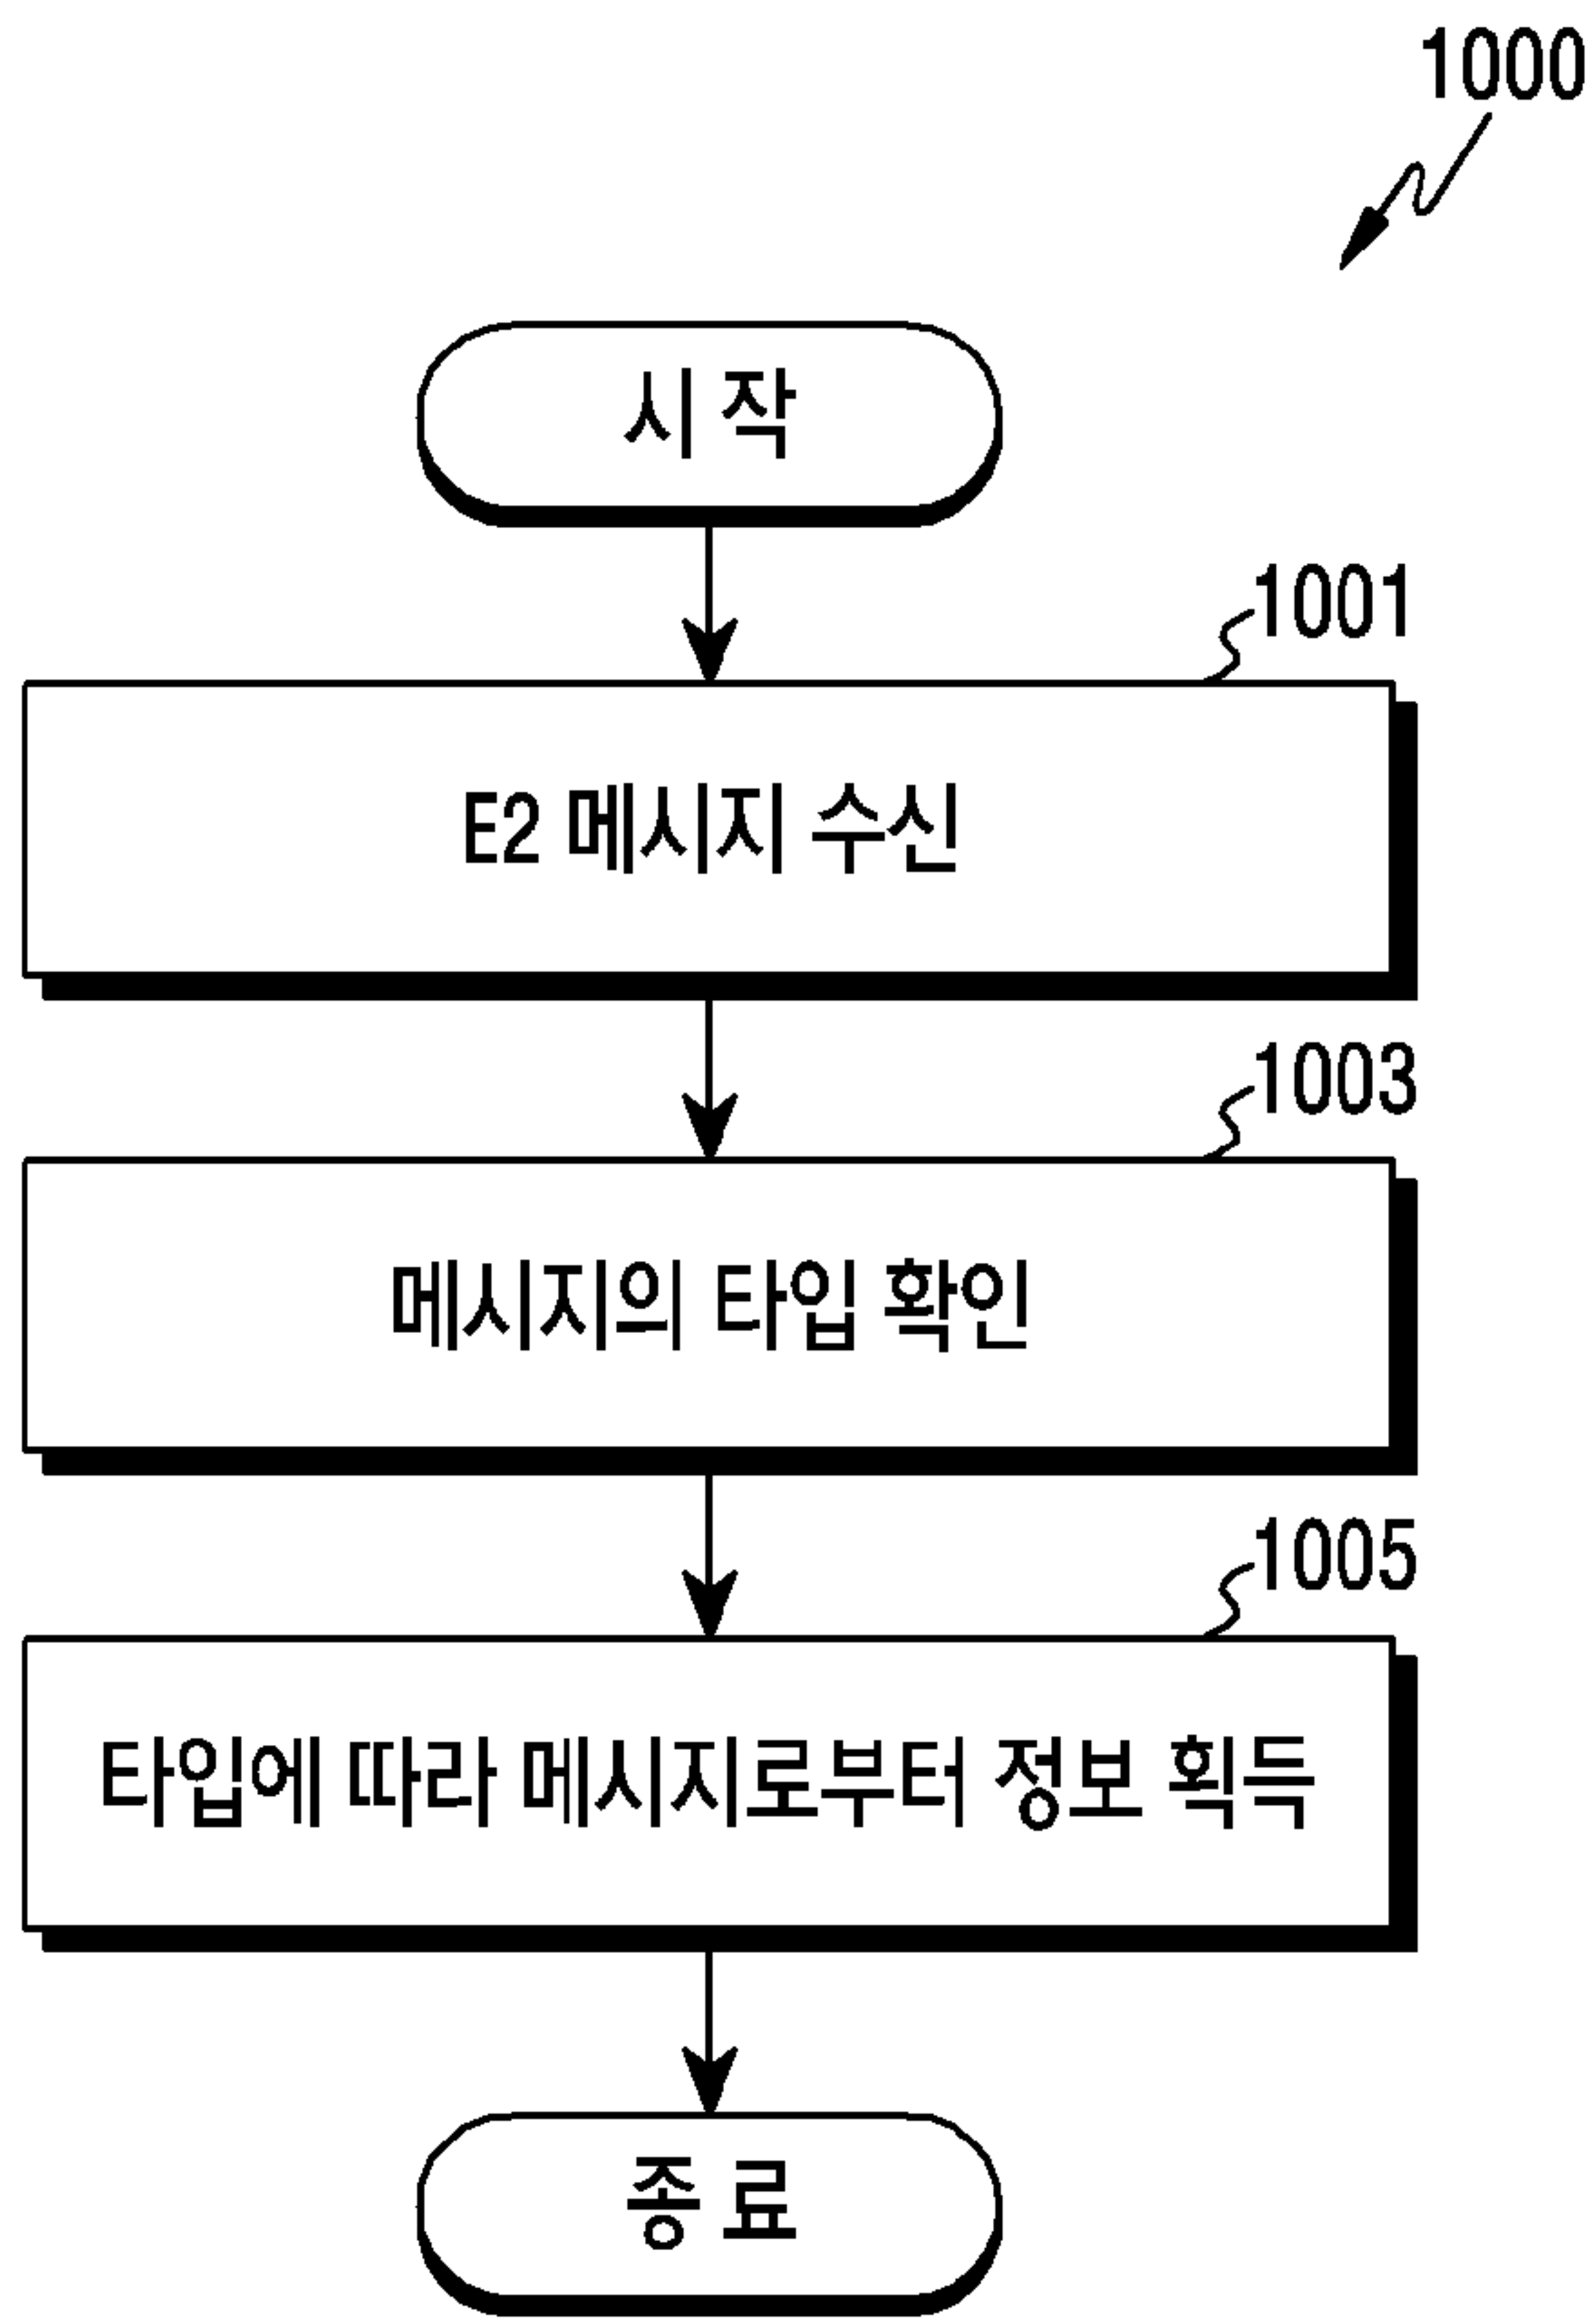 1000
시 작
1001
E2 메시지 수신
1003
메시지의 타입 확인
1005
타입에 따라 메시지로부터 정보 획득
종 료